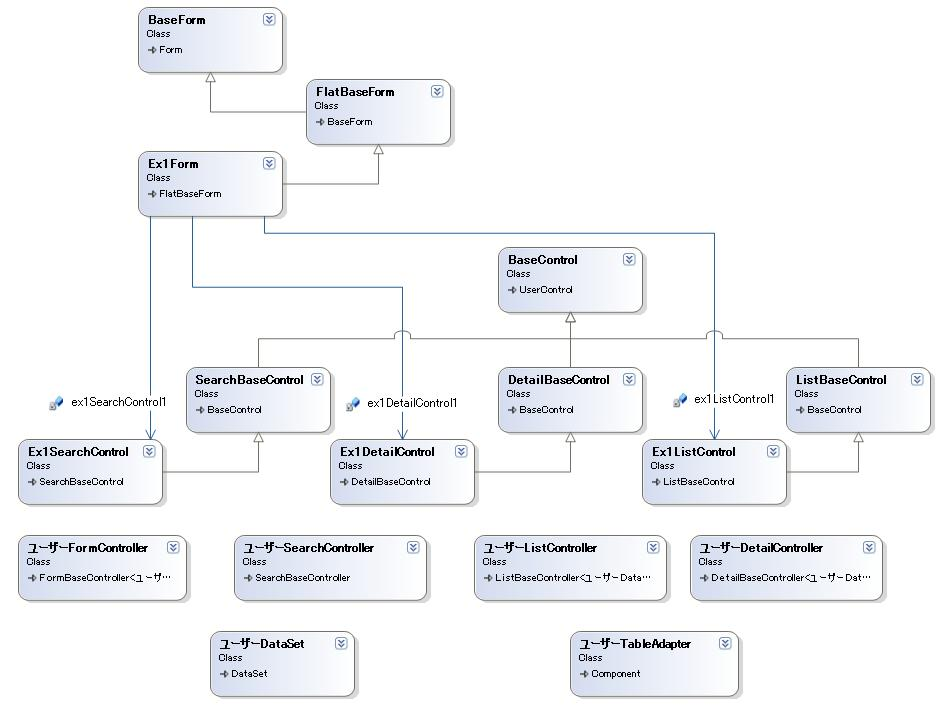 BaseForm
Class
Form
FlatBaseForm
Class
BaseForm
Ex1Form
Class
FlatBaseForm
BaseControl
Class
UserControl
SearchBaseControl
Class
BaseControl
DetailBaseControl
Class
BaseControl
ListBaseControl
Class
BaseControl
ex1SearchControl1
ex1DetailControl1
ex1ListControl1
Ex1SearchControl
Class
SearchBaseControl
Ex1DetailControl
Class
DetailBaseControl
Ex1ListControl
Class
ListBaseControl
ユーザーFormController
Class
FormBaseController<ユーザ…
ユーザーSearchController
Class
SearchBaseController
ユーザーListController
Class
ListBaseController<ユーザーData…
ユーザーDetailController
Class
DetailBaseController<ユーザーDat…
ユーザーDataSet
Class
DataSet
ユーザーTableAdapter
Class
Component